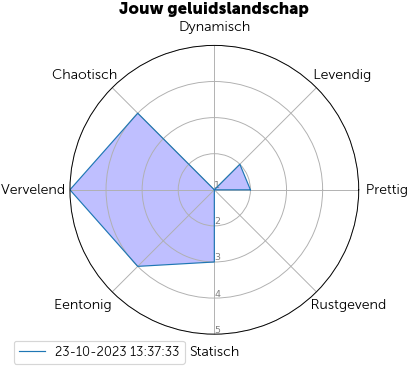 Jouw geluidslandschap
Dynamisch
Chaotisch
Levendig
Vervelend
1
Prettig
2
3
Eentonig
4
Rustgevend
5
23-10-2023 13:37:33
Statisch